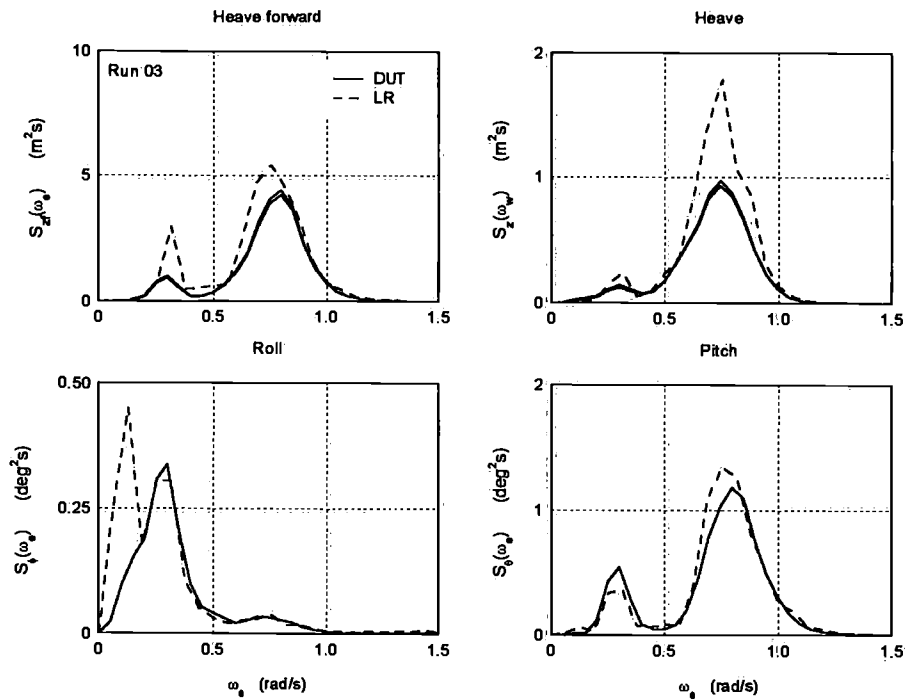 Heave forward
10
Run 03
DUT
LR
5
0
S_zf(ω_e) (m²s)
0 0.5 1.0 1.5
Heave
2
1
0
S_z(ω_w) (m²s)
0 0.5 1.0 1.5
Roll
0.50
0.25
0
S_ϕ(ω_e) (deg²s)
0 0.5 1.0 1.5
ω_e (rad/s)
Pitch
2
1
0
S_θ(ω_e) (deg²s)
0 0.5 1.0 1.5
ω_e (rad/s)